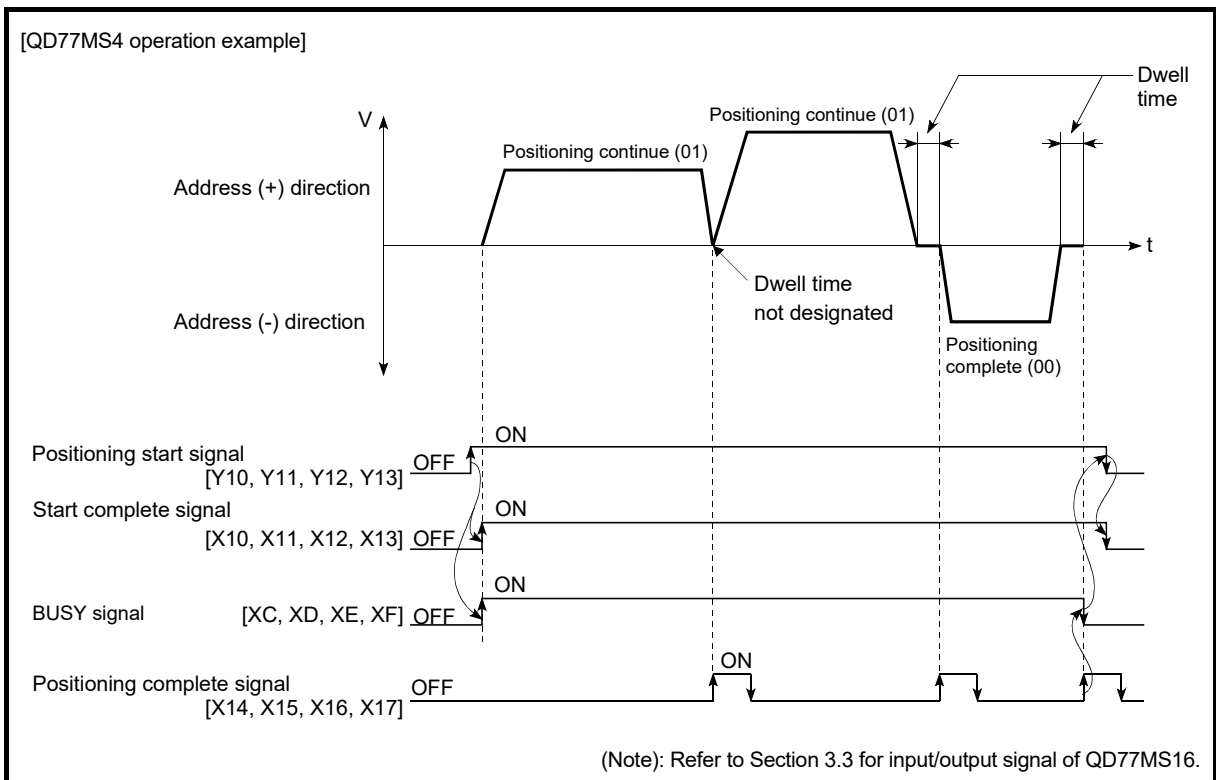 [QD77MS4 operation example]
Dwell
time
V
Positioning continue (01)
Positioning continue (01)
Address (+) direction
t
Dwell time
not designated
Address (-) direction
Positioning
complete (00)
ON
Positioning start signal
OFF
[Y10, Y11, Y12, Y13]
Start complete signal
ON
[X10, X11, X12, X13] OFF
ON
BUSY signal [XC, XD, XE, XF] OFF
ON
Positioning complete signal OFF
[X14, X15, X16, X17]
(Note): Refer to Section 3.3 for input/output signal of QD77MS16.